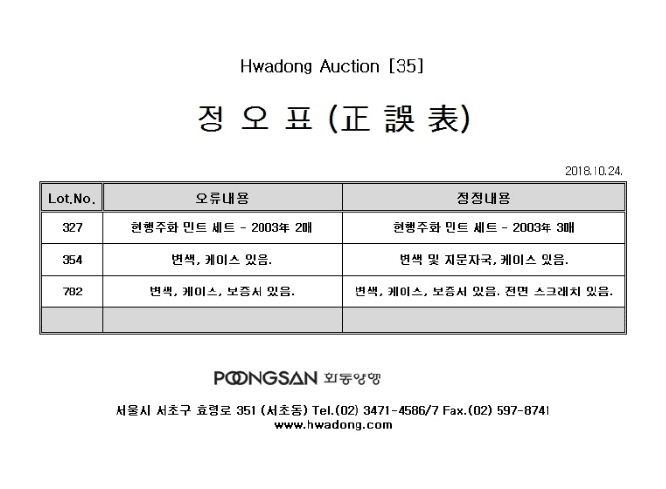 Hwadong Auction [35]
정 오 표 (正 誤 表)
2018.10.24.
Lot.No. 오류내용 정정내용
327 현행주화 민트 세트 - 2003年 2매 현행주화 민트 세트 - 2003年 3매
354 변색, 케이스 있음. 변색 및 지문자국, 케이스 있음.
782 변색, 케이스, 보증서 있음. 변색, 케이스, 보증서 있음. 전면 스크래치 있음.
POONGSAN 화동양행
서울시 서초구 효령로 351 (서초동) Tel.(02) 3471-4586/7 Fax.(02) 597-8741
www.hwadong.com